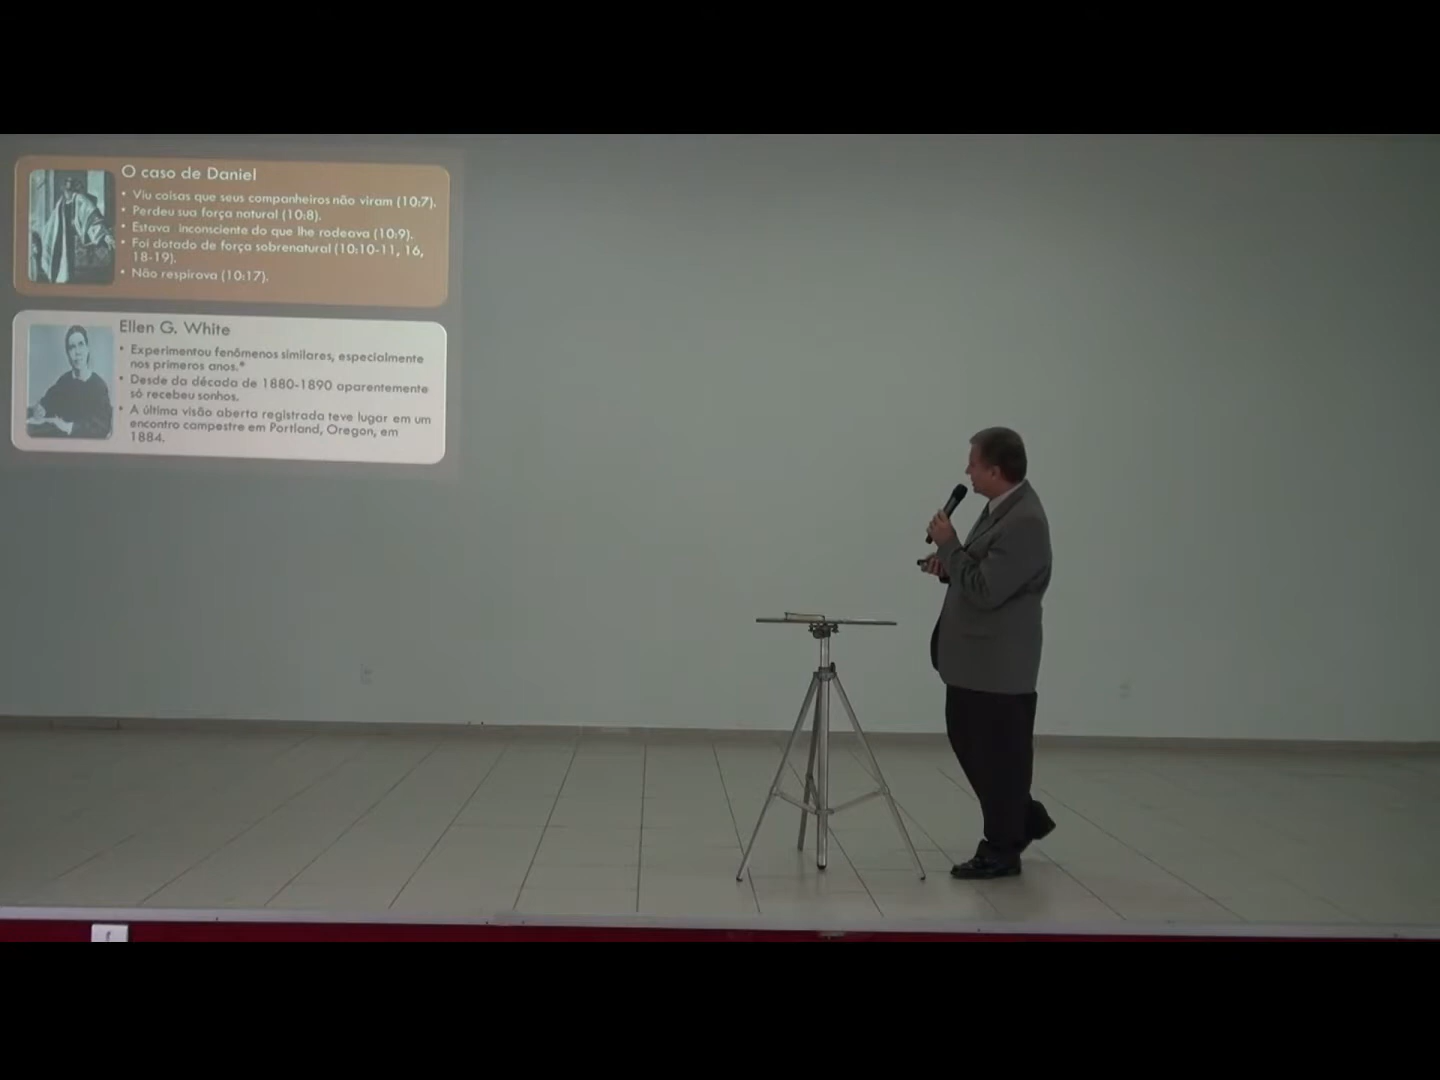 O caso de Daniel
• Viu coisas que seus companheiros não viram (10:7).
• Perdeu sua força natural (10:8).
• Estava inconsciente do que lhe rodeava (10:9).
• Foi dotado de força sobrenatural (10:10-11, 16,
18-19).
• Não respirava (10:17).
Ellen G. White
• Experimentou fenômenos similares, especialmente
nos primeros anos.*
• Desde da década de 1880-1890 aparentemente
só recebeu sonhos.
• A última visão aberta registrada teve lugar em um
encontro campestre em Portland, Oregon, em
1884.